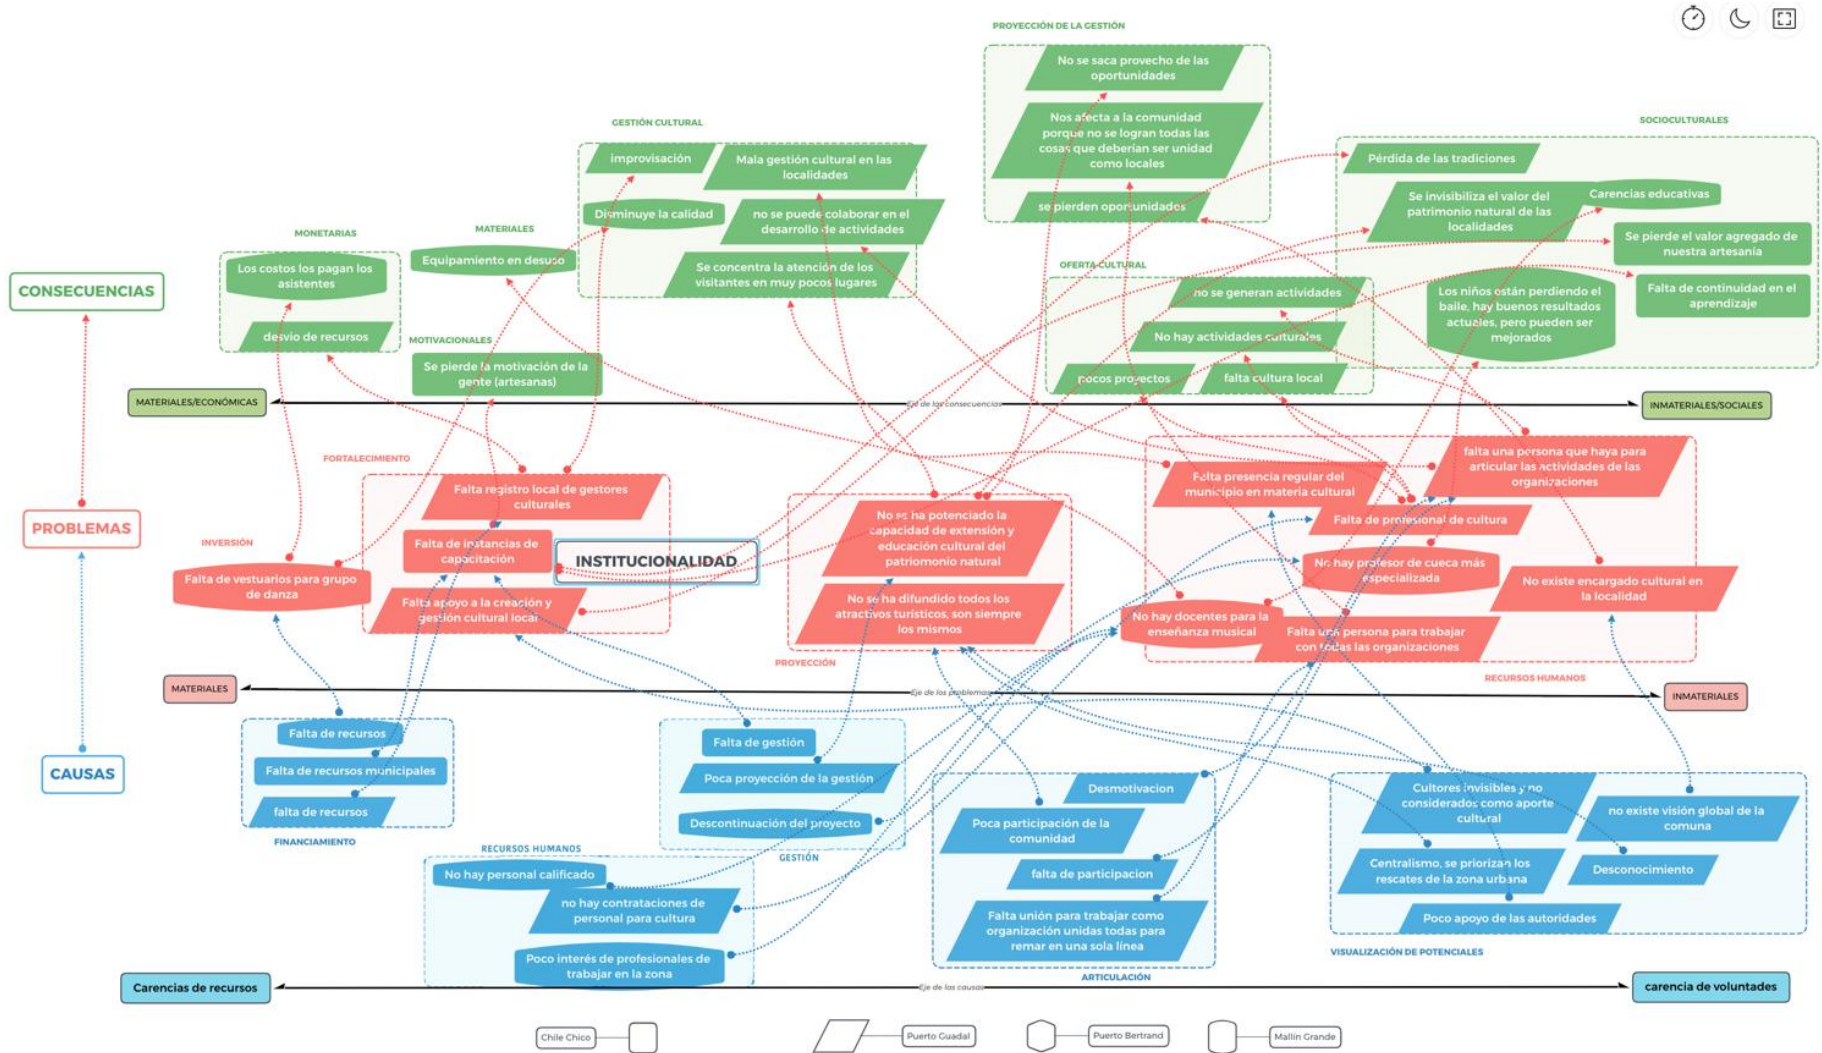 PROYECCIÓN DE LA GESTIÓN
No se saca provecho de las
oportunidades
Nos afecta a la comunidad
porque no se logran todas las
cosas que deberían ser unidad
como locales
se pierden oportunidades
GESTIÓN CULTURAL
improvisación
Mala gestión cultural en las
localidades
Disminuye la calidad
no se puede colaborar en el
desarrollo de actividades
Se concentra la atención de los
visitantes en muy pocos lugares
SOCIOCULTURALES
Pérdida de las tradiciones
Se invisibiliza el valor del
patrimonio natural de las
localidades
Carencias educativas
Se pierde el valor agregado de
nuestra artesanía
Falta de continuidad en el
aprendizaje
Los niños están perdiendo el
baile, hay buenos resultados
actuales, pero pueden ser
mejorados
MONETARIAS
Los costos los pagan los
asistentes
desvio de recursos
MATERIALES
Equipamiento en desuso
MOTIVACIONALES
Se pierde la motivación de la
gente (artesanas)
OFERTA CULTURAL
no se generan actividades
No hay actividades culturales
pocos proyectos
falta cultura local
CONSECUENCIAS
MATERIALES/ECONÓMICAS
Eje de las consecuencias
INMATERIALES/SOCIALES
FORTALECIMIENTO
Falta registro local de gestores
culturales
Falta de instancias de
capacitación
Falta apoyo a la creación y
gestión cultural local
INSTITUCIONALIDAD
INVERSIÓN
Falta de vestuarios para grupo
de danza
PROBLEMAS
No se ha potenciado la
capacidad de extensión y
educación cultural del
patriomonio natural
No se ha difundido todos los
atractivos turísticos, son siempre
los mismos
PROYECCIÓN
Falta presencia regular del
municipio en materia cultural
falta una persona que haya para
articular las actividades de las
organizaciones
Falta de profesional de cultura
No hay profesor de cueca más
especializada
No existe encargado cultural en
la localidad
No hay docentes para la
enseñanza musical
Falta una persona para trabajar
con todas las organizaciones
RECURSOS HUMANOS
MATERIALES
Eje de los problemas
INMATERIALES
CAUSAS
Falta de recursos
Falta de recursos municipales
falta de recursos
FINANCIAMIENTO
Falta de gestión
Poca proyección de la gestión
Descontinuación del proyecto
GESTIÓN
RECURSOS HUMANOS
No hay personal calificado
no hay contrataciones de
personal para cultura
Poco interés de profesionales de
trabajar en la zona
Desmotivacion
Poca participación de la
comunidad
falta de participacion
Falta unión para trabajar como
organización unidas todas para
remar en una sola línea
ARTICULACIÓN
Cultores invisibles y no
considerados como aporte
cultural
no existe visión global de la
comuna
Centralismo, se priorizan los
rescates de la zona urbana
Desconocimiento
Poco apoyo de las autoridades
VISUALIZACIÓN DE POTENCIALES
Carencias de recursos
Eje de las causas
carencia de voluntades
Chile Chico
Puerto Guadal
Puerto Bertrand
Mallin Grande